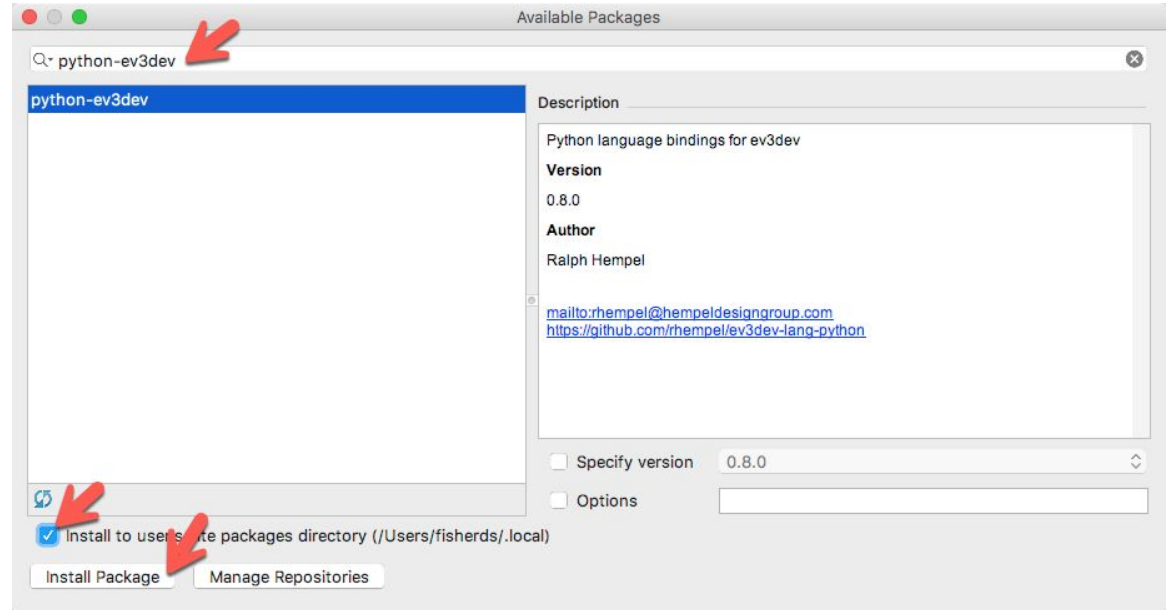 Available Packages
python-ev3dev
python-ev3dev
Description
Python language bindings for ev3dev
Version
0.8.0
Author
Ralph Hempel
mailto:rhempel@hempeldesigngroup.com
https://github.com/rhempel/ev3dev-lang-python
Specify version 0.8.0
Options
Install to user's site packages directory (/Users/fisherds/.local)
Install Package Manage Repositories